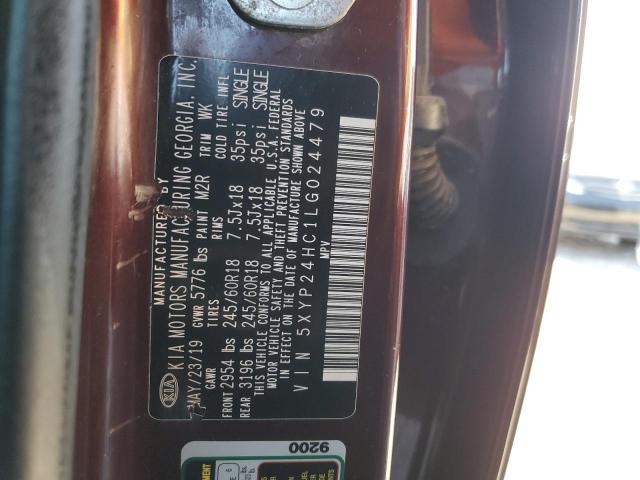 MANUFACTURED BY
KIA MOTORS MANUFACTURING GEORGIA, INC.
KIA
MAY/23/19 GVWR 5776 lbs PAINT M2R TRIM WK
GAWR TIRES RIMS COLD TIRE INFL
FRONT 2954 lbs 245/60R18 7.5Jx18 35psi SINGLE
REAR 3196 lbs 245/60R18 7.5Jx18 35psi SINGLE
THIS VEHICLE CONFORMS TO ALL APPLICABLE U.S.A. FEDERAL
MOTOR VEHICLE SAFETY AND THEFT PREVENTION STANDARDS
IN EFFECT ON THE DATE OF MANUFACTURE SHOWN ABOVE
VIN 5XYP24HC1LG024479
MPV
9200